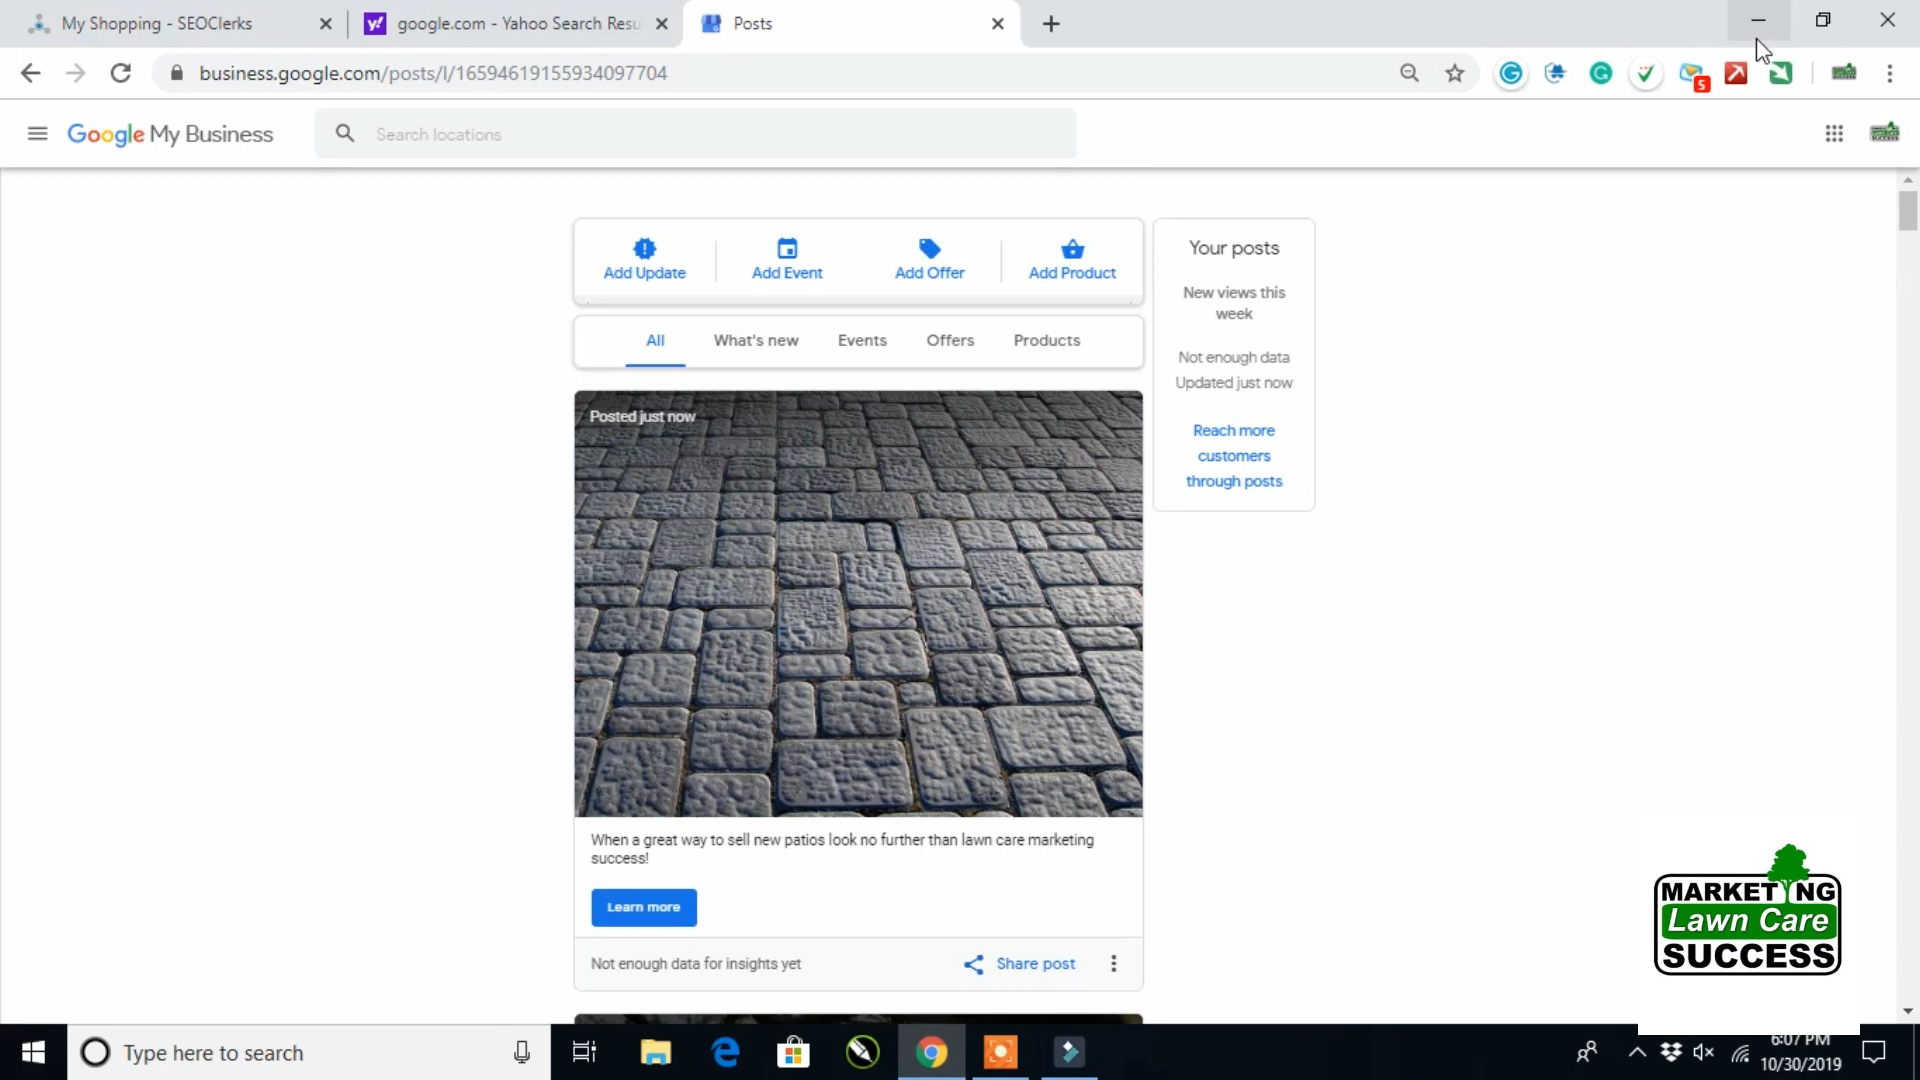 My Shopping - SEOClerks
google.com - Yahoo Search Resu
Posts
business.google.com/posts/l/16594619155934097704
5
Google My Business
Search locations
Add Update
Add Event
Add Offer
Add Product
All
What's new
Events
Offers
Products
Your posts
New views this
week
Not enough data
Updated just now
Reach more
customers
through posts
Posted just now
When a great way to sell new patios look no further than lawn care marketing
success!
Learn more
Not enough data for insights yet
Share post
MARKETING
Lawn Care
SUCCESS
Type here to search
6:07 PM
10/30/2019